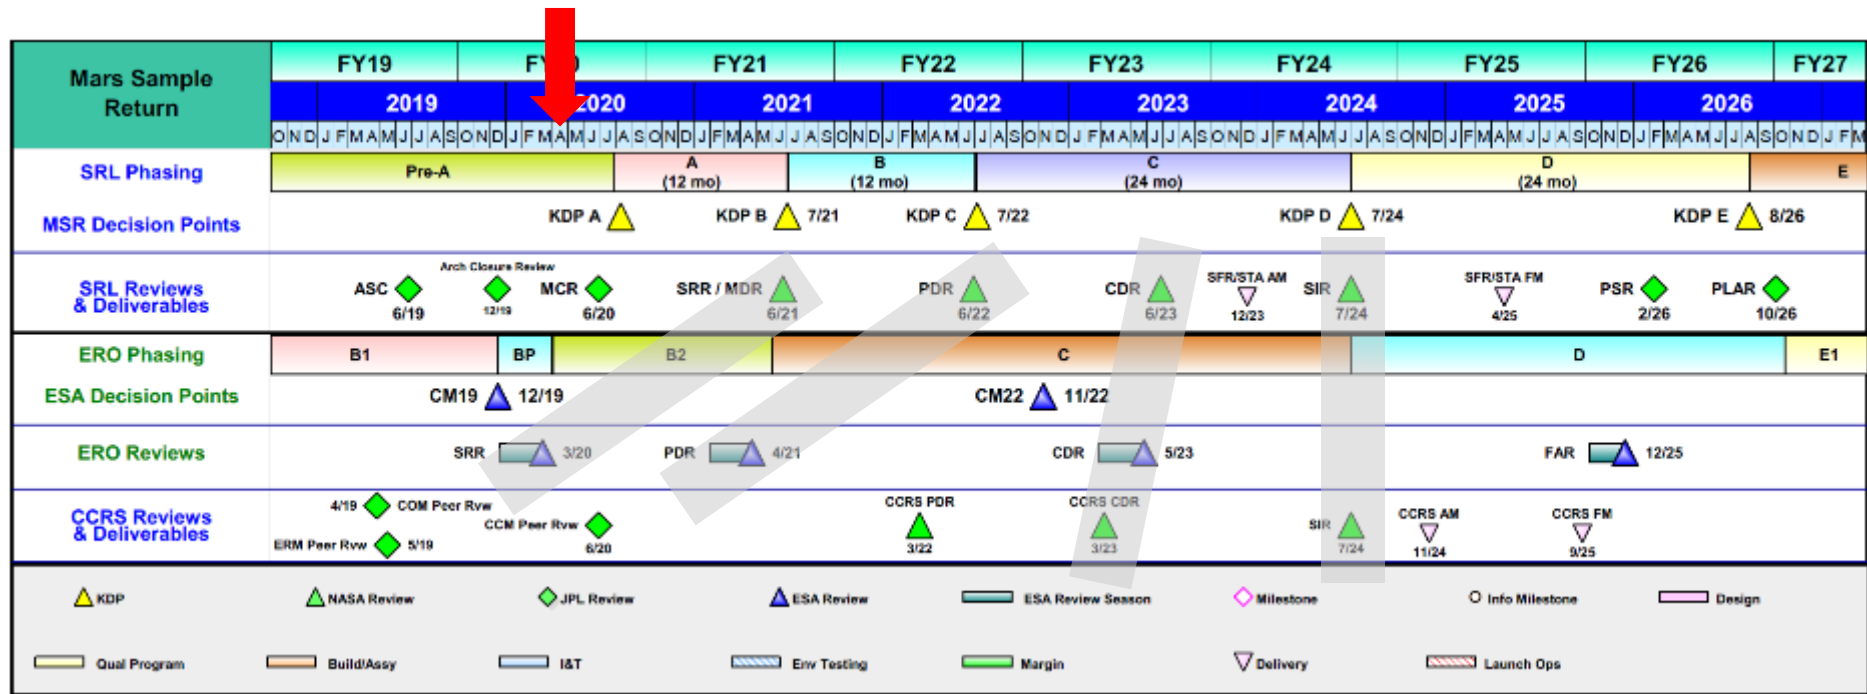 Mars Sample
Return
FY19 FY21 FY22 FY23 FY24 FY25 FY26 FY27
2019 2020 2021 2022 2023 2024 2025 2026
O N D J F M A M J J A S O N D J F M A M J J A S O N D J F M A M J J A S O N D J F M A M J J A S O N D J F M A M J J A S O N D J F M A M J J A S O N D J F M A M J J A S O N D J F M A M J J A S O N D J F M
SRL Phasing
Pre-A
A
(12 mo)
B
(12 mo)
C
(24 mo)
D
(24 mo)
E
MSR Decision Points
KDP A
KDP B 7/21
KDP C 7/22
KDP D 7/24
KDP E 8/26
SRL Reviews
& Deliverables
ASC
6/19
Arch Closure Review
12/19
MCR
6/20
SRR / MDR
6/21
PDR
6/22
CDR
6/23
SFR/STA AM
12/23
SIR
7/24
SFR/STA FM
4/25
PSR
2/26
PLAR
10/26
ERO Phasing
B1 BP B2 C D E1
ESA Decision Points
CM19 12/19
CM22 11/22
ERO Reviews
SRR 3/20
PDR 4/21
CDR 5/23
FAR 12/25
CCRS Reviews
& Deliverables
4/19 COM Peer Rvw
ERM Peer Rvw 5/19
CCM Peer Rvw
6/20
CCRS PDR
3/22
CCRS CDR
3/23
SIR
7/24
CCRS AM
11/24
CCRS FM
9/25
KDP NASA Review JPL Review ESA Review ESA Review Season Milestone Info Milestone Design
Qual Program Build/Assy I&T Env Testing Margin Delivery Launch Ops